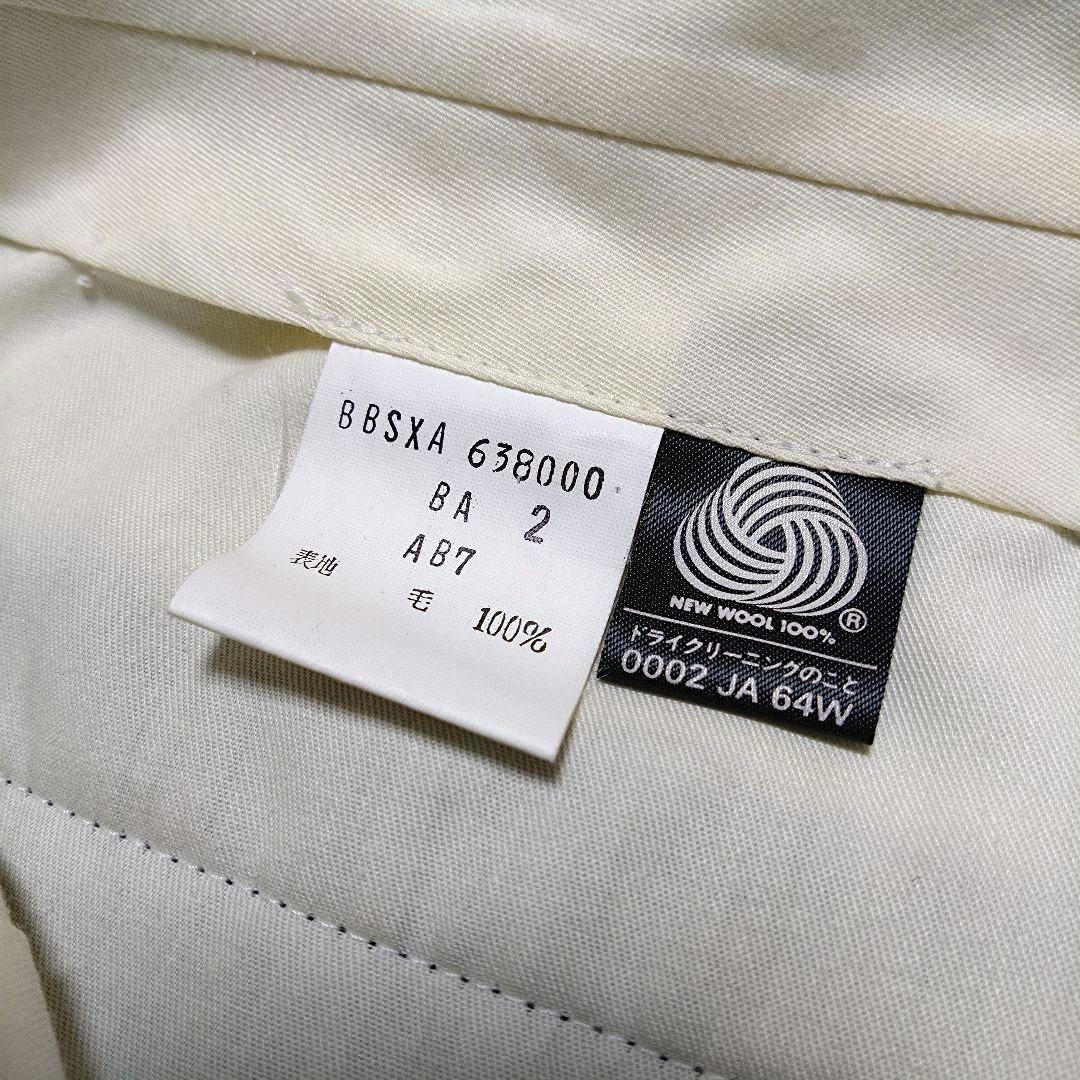 BBSXA 638000
BA 2
AB7
表地 毛 100%
NEW WOOL 100% ®
ドライクリーニングのこと
0002 JA 64W